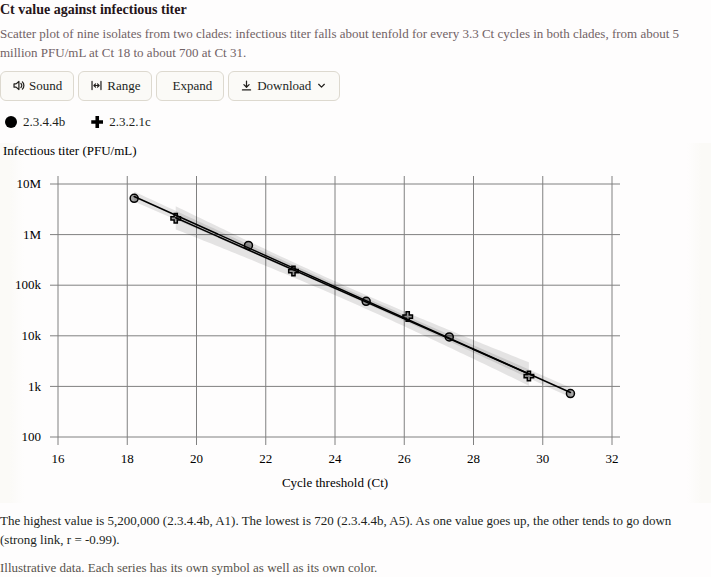 Ct value against infectious titer
Scatter plot of nine isolates from two clades: infectious titer falls about tenfold for every 3.3 Ct cycles in both clades, from about 5
million PFU/mL at Ct 18 to about 700 at Ct 31.
Sound Range Expand Download
2.3.4.4b 2.3.2.1c
Infectious titer (PFU/mL)
10M
1M
100k
10k
1k
100
16 18 20 22 24 26 28 30 32
Cycle threshold (Ct)
The highest value is 5,200,000 (2.3.4.4b, A1). The lowest is 720 (2.3.4.4b, A5). As one value goes up, the other tends to go down
(strong link, r = -0.99).
Illustrative data. Each series has its own symbol as well as its own color.